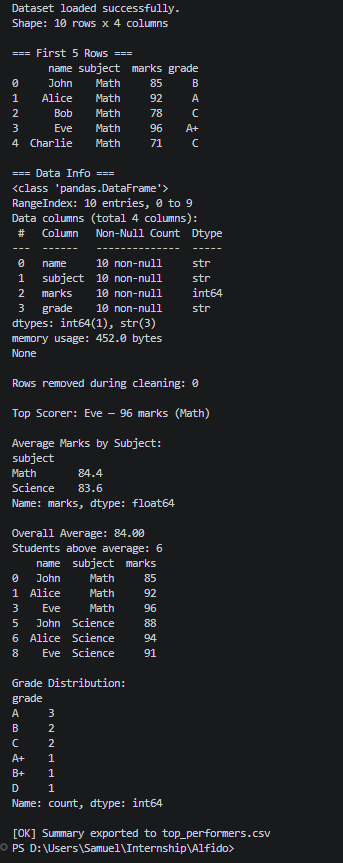 Dataset loaded successfully.
Shape: 10 rows x 4 columns

=== First 5 Rows ===
      name subject  marks grade
0     John    Math     85     B
1    Alice    Math     92     A
2      Bob    Math     78     C
3      Eve    Math     96    A+
4  Charlie    Math     71     C

=== Data Info ===
<class 'pandas.DataFrame'>
RangeIndex: 10 entries, 0 to 9
Data columns (total 4 columns):
 #   Column   Non-Null Count  Dtype
---  ------   --------------  -----
 0   name     10 non-null     str
 1   subject  10 non-null     str
 2   marks    10 non-null     int64
 3   grade    10 non-null     str
dtypes: int64(1), str(3)
memory usage: 452.0 bytes
None

Rows removed during cleaning: 0

Top Scorer: Eve — 96 marks (Math)

Average Marks by Subject:
subject
Math       84.4
Science    83.6
Name: marks, dtype: float64

Overall Average: 84.00
Students above average: 6
    name  subject  marks
0   John     Math     85
1  Alice     Math     92
3    Eve     Math     96
5   John  Science     88
6  Alice  Science     94
8    Eve  Science     91

Grade Distribution:
grade
A     3
B     2
C     2
A+    1
B+    1
D     1
Name: count, dtype: int64

[OK] Summary exported to top_performers.csv
PS D:\Users\Samuel\Internship\Alfido>